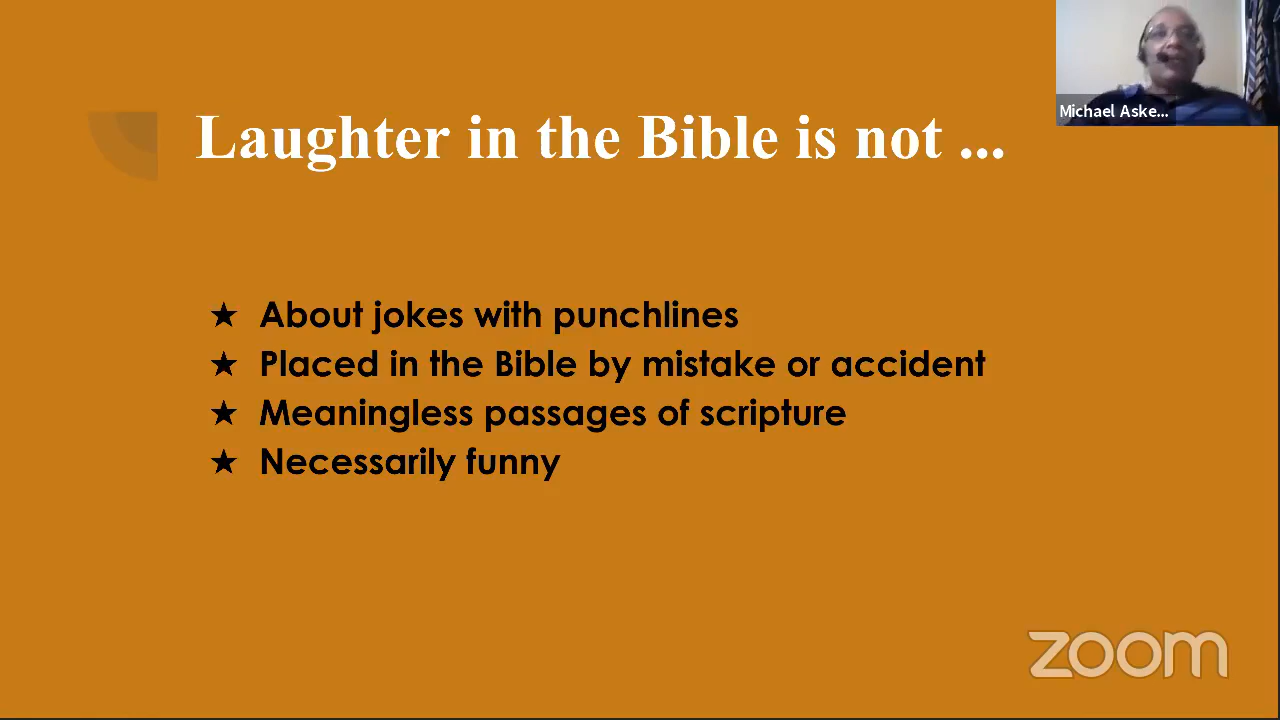 Laughter in the Bible is not ...
Michael Aske...
★ About jokes with punchlines
★ Placed in the Bible by mistake or accident
★ Meaningless passages of scripture
★ Necessarily funny
zoom